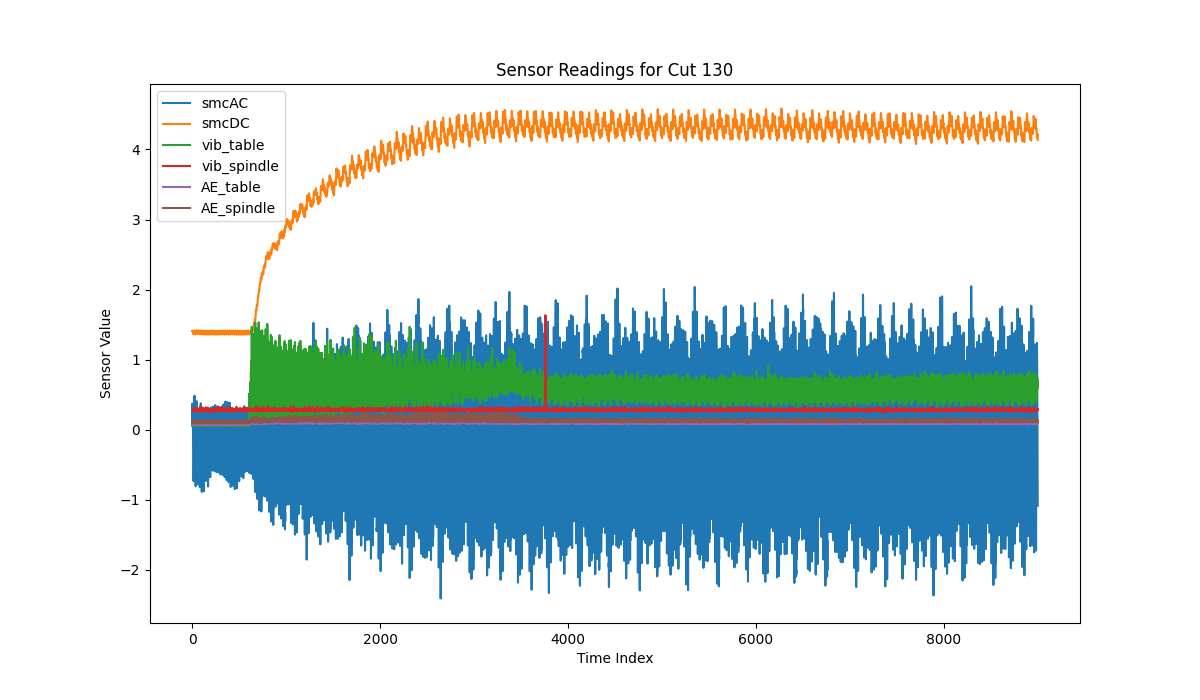 Sensor Readings for Cut 130
smcAC
smcDC
vib_table
vib_spindle
AE_table
AE_spindle
Sensor Value
4
3
2
1
0
−1
−2
0 2000 4000 6000 8000
Time Index